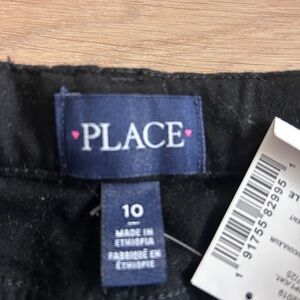 PLACE
10
MADE IN
ETHIOPIA
FABRIQUÉ EN
ÉTHIOPIE
1 91755 82995 1